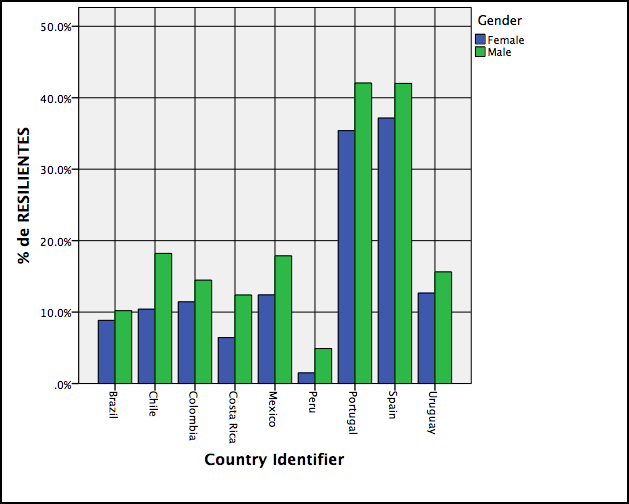 50.0%
40.0%
30.0%
20.0%
10.0%
.0%
% de RESILIENTES
Brazil
Chile
Colombia
Costa Rica
Mexico
Peru
Portugal
Spain
Uruguay
Country Identifier
Gender
Female
Male